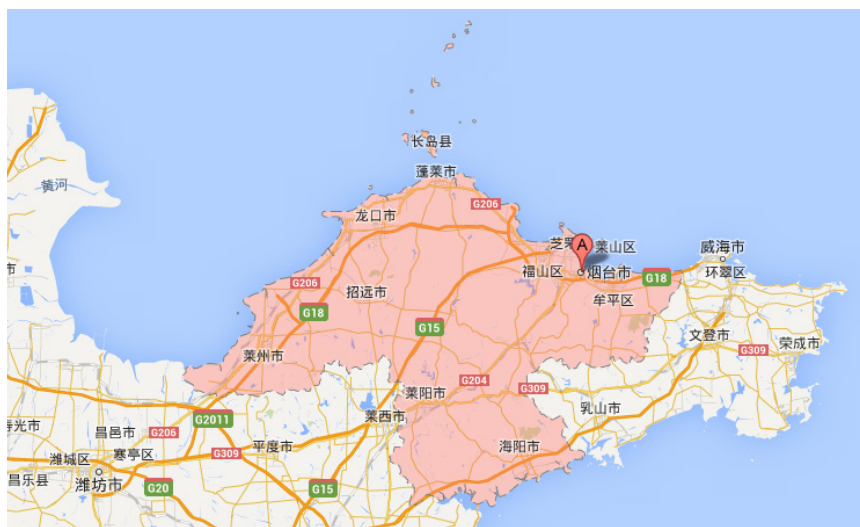 长岛县
蓬莱市
黄河
G206
龙口市
芝罘
莱山区
威海市
福山区
烟台市
环翠区
G18
G206
招远市
牟平区
G18
G15
文登市
荣成市
莱州市
G309
G204
G309
莱阳市
乳山市
莱西市
G2011
寿光市
昌邑市
G206
平度市
海阳市
潍城区
寒亭区
G309
昌乐县
潍坊市
G20
G15
A